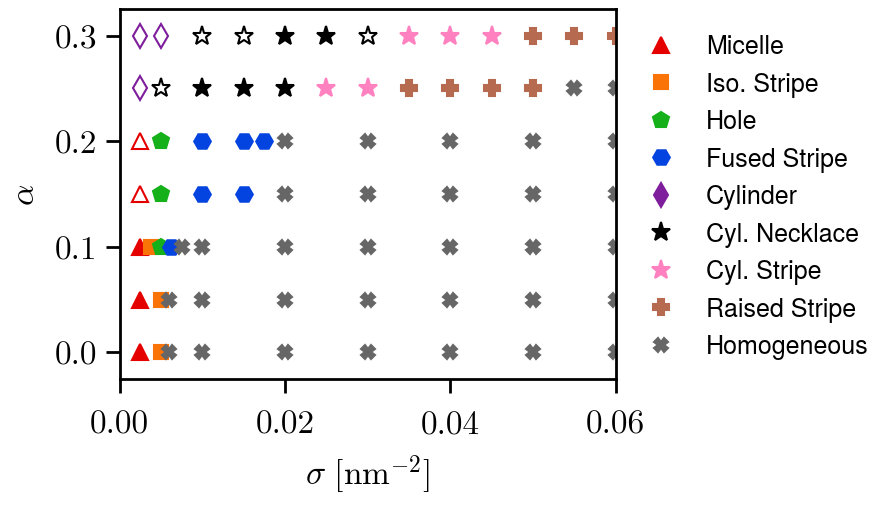 0.3
0.2
0.1
0.0
α
0.00 0.02 0.04 0.06
σ [nm⁻²]
Micelle
Iso. Stripe
Hole
Fused Stripe
Cylinder
Cyl. Necklace
Cyl. Stripe
Raised Stripe
Homogeneous